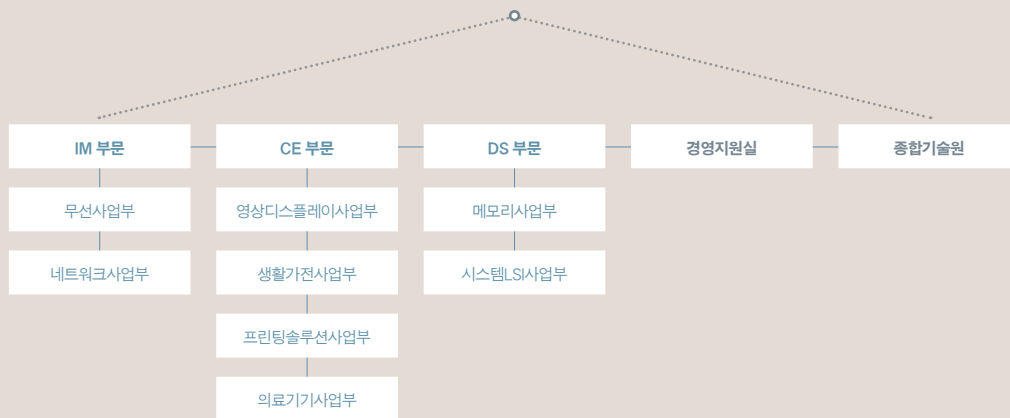 IM 부문
CE 부문
DS 부문
경영지원실
종합기술원
무선사업부
영상디스플레이사업부
메모리사업부
네트워크사업부
생활가전사업부
시스템LSI사업부
프린팅솔루션사업부
의료기기사업부